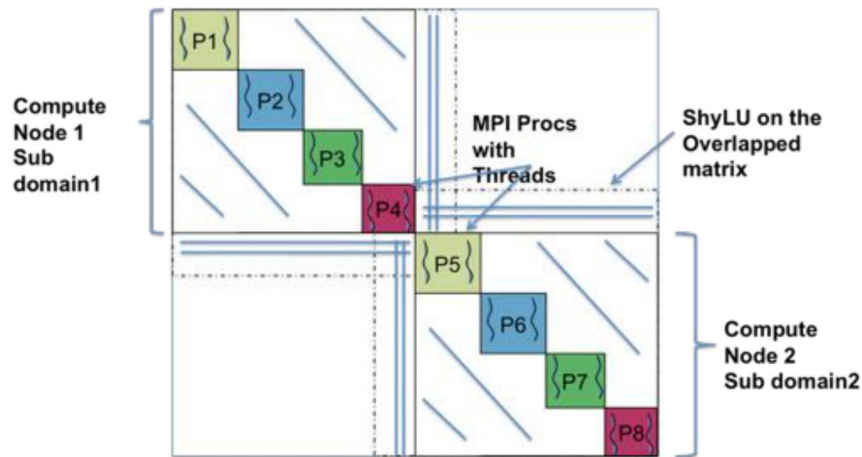 P1
P2
P3
P4
Compute
Node 1
Sub
domain1
MPI Procs
with
Threads
ShyLU on the
Overlapped
matrix
P5
P6
P7
P8
Compute
Node 2
Sub domain2